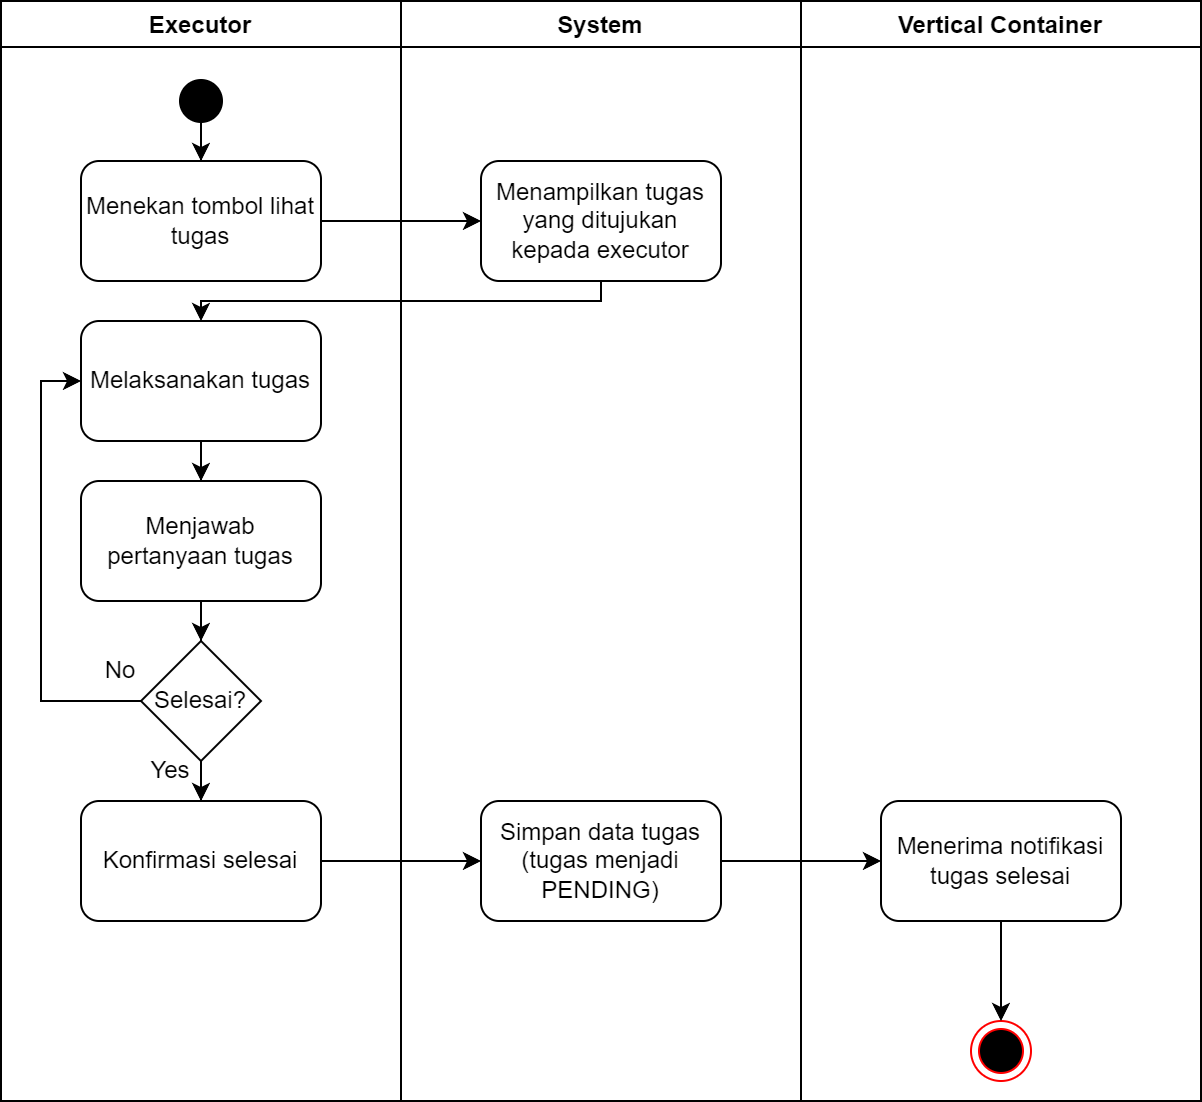 Executor
System
Vertical Container
Menekan tombol lihat
tugas
Menampilkan tugas
yang ditujukan
kepada executor
Melaksanakan tugas
Menjawab
pertanyaan tugas
No
Selesai?
Yes
Konfirmasi selesai
Simpan data tugas
(tugas menjadi
PENDING)
Menerima notifikasi
tugas selesai